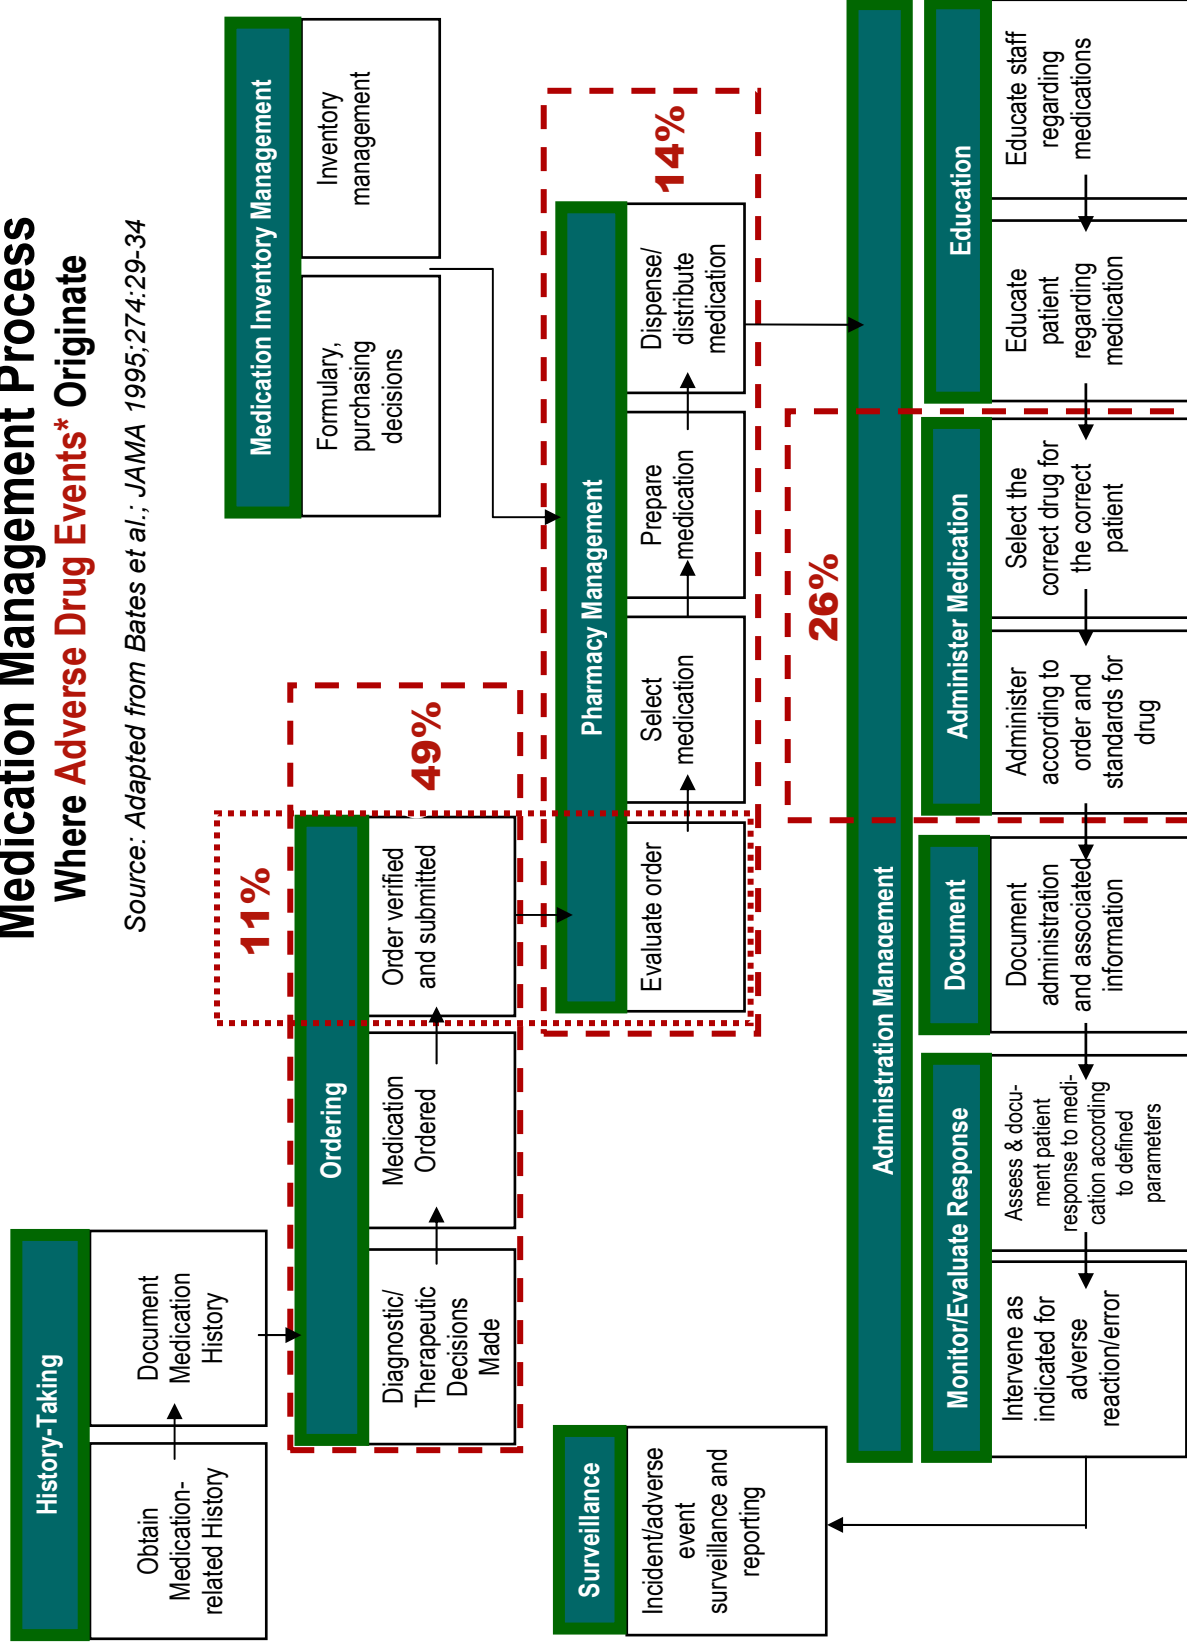 Medication Management Process
Where Adverse Drug Events* Originate
Source: Adapted from Bates et al.; JAMA 1995;274:29-34
History-Taking
Obtain
Medication-
related History
Document
Medication
History
Medication Inventory Management
Formulary,
purchasing
decisions
Inventory
management
11%
Ordering
Diagnostic/
Therapeutic
Decisions
Made
Medication
Ordered
Order verified
and submitted
49%
Surveillance
Incident/adverse
event
surveillance and
reporting
Pharmacy Management
Evaluate order
Select
medication
Prepare
medication
Dispense/
distribute
medication
14%
26%
Administration Management
Monitor/Evaluate Response
Intervene as
indicated for
adverse
reaction/error
Assess & docu-
ment patient
response to medi-
cation according
to defined
parameters
Document
Document
administration
and associated
information
Administer Medication
Administer
according to
order and
standards for
drug
Select the
correct drug for
the correct
patient
Education
Educate
patient
regarding
medication
Educate staff
regarding
medications